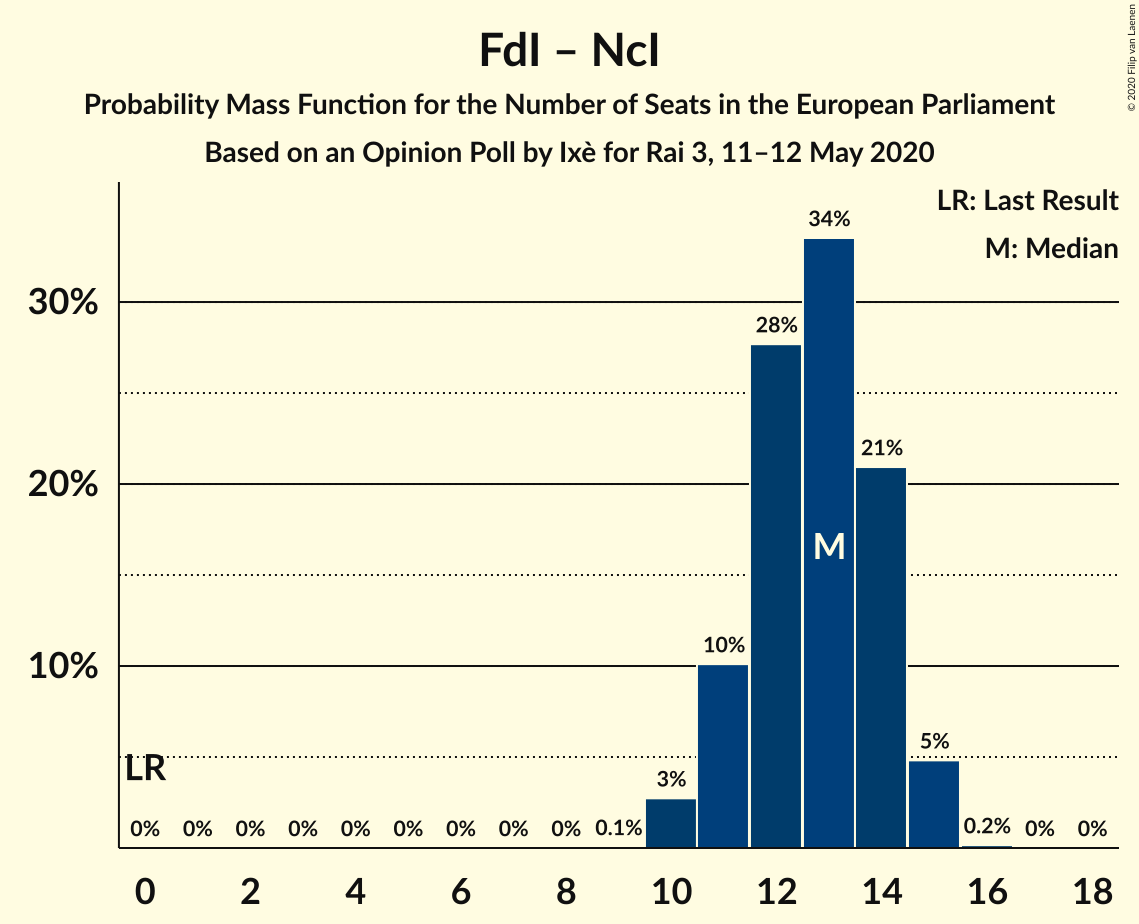 FdI – NcI
Probability Mass Function for the Number of Seats in the European Parliament
Based on an Opinion Poll by Ixè for Rai 3, 11–12 May 2020
© 2020 Filip van Laenen
LR: Last Result
M: Median
34%
30%
28%
21%
20%
M
10%
10%
5%
LR
3%
0% 0% 0% 0% 0% 0% 0% 0% 0% 0.1% 0.2% 0% 0%
0 2 4 6 8 10 12 14 16 18